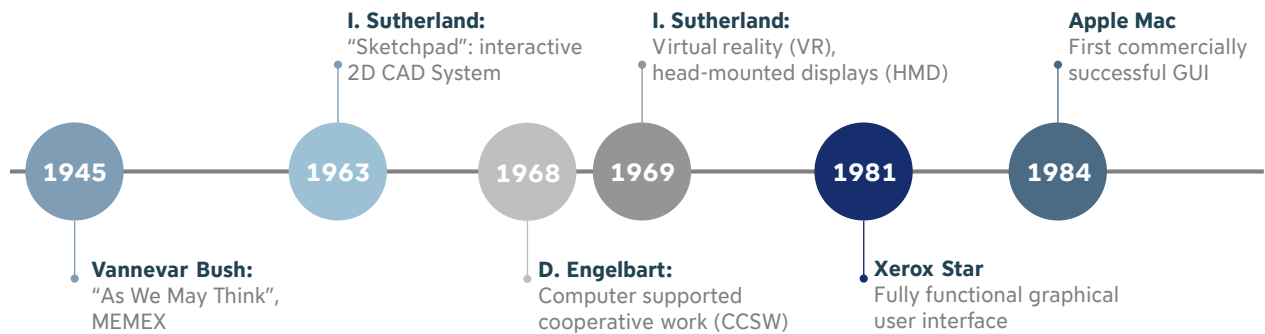 I. Sutherland:
“Sketchpad”: interactive
2D CAD System
I. Sutherland:
Virtual reality (VR),
head-mounted displays (HMD)
Apple Mac
First commercially
successful GUI
1945
1963
1968
1969
1981
1984
Vannevar Bush:
“As We May Think”,
MEMEX
D. Engelbart:
Computer supported
cooperative work (CCSW)
Xerox Star
Fully functional graphical
user interface